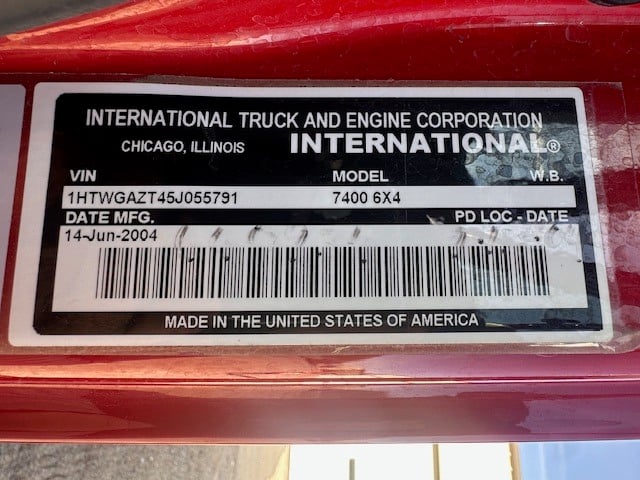 INTERNATIONAL TRUCK AND ENGINE CORPORATION
CHICAGO, ILLINOIS INTERNATIONAL®
VIN MODEL W.B.
1HTWGAZT45J055791 7400 6X4
DATE MFG. PD LOC - DATE
14-Jun-2004
MADE IN THE UNITED STATES OF AMERICA